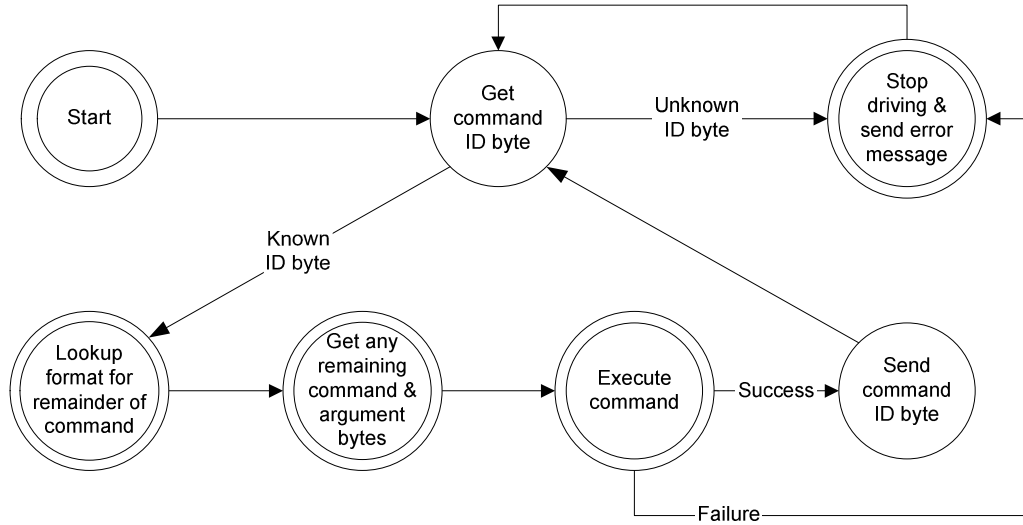 Start
Get
command
ID byte
Unknown
ID byte
Stop
driving &
send error
message
Known
ID byte
Lookup
format for
remainder of
command
Get any
remaining
command &
argument
bytes
Execute
command
Success
Send
command
ID byte
Failure